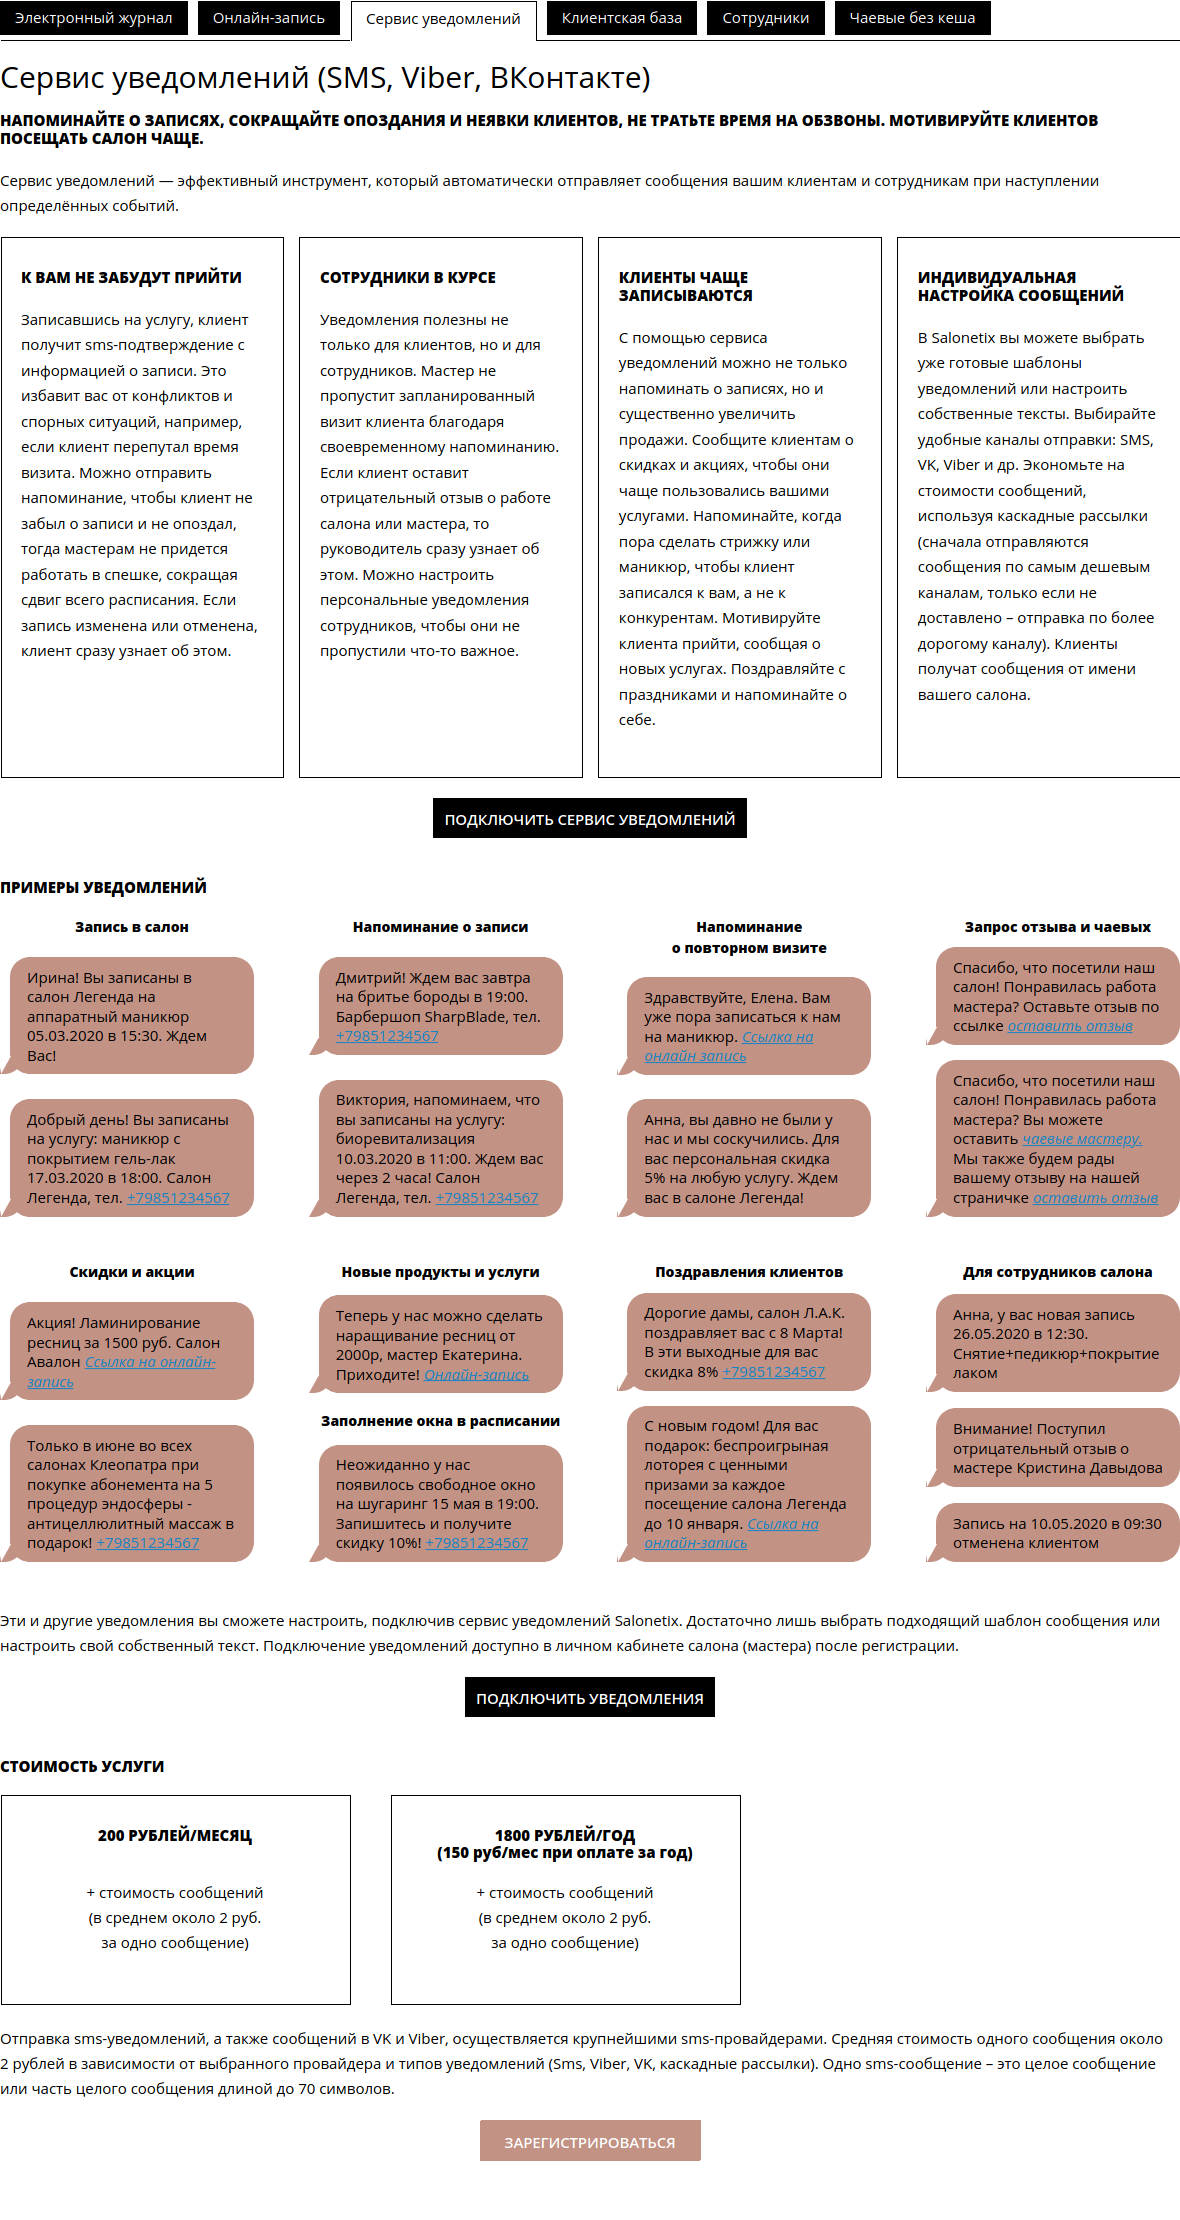 Электронный журнал
Онлайн-запись
Сервис уведомлений
Клиентская база
Сотрудники
Чаевые без кеша
Сервис уведомлений (SMS, Viber, ВКонтакте)
НАПОМИНАЙТЕ О ЗАПИСЯХ, СОКРАЩАЙТЕ ОПОЗДАНИЯ И НЕЯВКИ КЛИЕНТОВ, НЕ ТРАТЬТЕ ВРЕМЯ НА ОБЗВОНЫ. МОТИВИРУЙТЕ КЛИЕНТОВ
ПОСЕЩАТЬ САЛОН ЧАЩЕ.
Сервис уведомлений — эффективный инструмент, который автоматически отправляет сообщения вашим клиентам и сотрудникам при наступлении
определённых событий.
К ВАМ НЕ ЗАБУДУТ ПРИЙТИ
Записавшись на услугу, клиент
получит sms-подтверждение с
информацией о записи. Это
избавит вас от конфликтов и
спорных ситуаций, например,
если клиент перепутал время
визита. Можно отправить
напоминание, чтобы клиент не
забыл о записи и не опоздал,
тогда мастерам не придется
работать в спешке, сокращая
сдвиг всего расписания. Если
запись изменена или отменена,
клиент сразу узнает об этом.
СОТРУДНИКИ В КУРСЕ
Уведомления полезны не
только для клиентов, но и для
сотрудников. Мастер не
пропустит запланированный
визит клиента благодаря
своевременному напоминанию.
Если клиент оставит
отрицательный отзыв о работе
салона или мастера, то
руководитель сразу узнает об
этом. Можно настроить
персональные уведомления
сотрудников, чтобы они не
пропустили что-то важное.
КЛИЕНТЫ ЧАЩЕ
ЗАПИСЫВАЮТСЯ
С помощью сервиса
уведомлений можно не только
напоминать о записях, но и
существенно увеличить
продажи. Сообщите клиентам о
скидках и акциях, чтобы они
чаще пользовались вашими
услугами. Напоминайте, когда
пора сделать стрижку или
маникюр, чтобы клиент
записался к вам, а не к
конкурентам. Мотивируйте
клиента прийти, сообщая о
новых услугах. Поздравляйте с
праздниками и напоминайте о
себе.
ИНДИВИДУАЛЬНАЯ
НАСТРОЙКА СООБЩЕНИЙ
В Salonetix вы можете выбрать
уже готовые шаблоны
уведомлений или настроить
собственные тексты. Выбирайте
удобные каналы отправки: SMS,
VK, Viber и др. Экономьте на
стоимости сообщений,
используя каскадные рассылки
(сначала отправляются
сообщения по самым дешевым
каналам, только если не
доставлено – отправка по более
дорогому каналу). Клиенты
получат сообщения от имени
вашего салона.
ПОДКЛЮЧИТЬ СЕРВИС УВЕДОМЛЕНИЙ
ПРИМЕРЫ УВЕДОМЛЕНИЙ
Запись в салон
Ирина! Вы записаны в
салон Легенда на
аппаратный маникюр
05.03.2020 в 15:30. Ждем
Вас!
Добрый день! Вы записаны
на услугу: маникюр с
покрытием гель-лак
17.03.2020 в 18:00. Салон
Легенда, тел. +79851234567
Напоминание о записи
Дмитрий! Ждем вас завтра
на бритье бороды в 19:00.
Барбершоп SharpBlade, тел.
+79851234567
Виктория, напоминаем, что
вы записаны на услугу:
биоревитализация
10.03.2020 в 11:00. Ждем вас
через 2 часа! Салон
Легенда, тел. +79851234567
Напоминание
о повторном визите
Здравствуйте, Елена. Вам
уже пора записаться к нам
на маникюр. Ссылка на
онлайн запись
Анна, вы давно не были у
нас и мы соскучились. Для
вас персональная скидка
5% на любую услугу. Ждем
вас в салоне Легенда!
Запрос отзыва и чаевых
Спасибо, что посетили наш
салон! Понравилась работа
мастера? Оставьте отзыв по
ссылке оставить отзыв
Спасибо, что посетили наш
салон! Понравилась работа
мастера? Вы можете
оставить чаевые мастеру.
Мы также будем рады
вашему отзыву на нашей
страничке оставить отзыв
Скидки и акции
Акция! Ламинирование
ресниц за 1500 руб. Салон
Авалон Ссылка на онлайн-
запись
Только в июне во всех
салонах Клеопатра при
покупке абонемента на 5
процедур эндосферы -
антицеллюлитный массаж в
подарок! +79851234567
Новые продукты и услуги
Теперь у нас можно сделать
наращивание ресниц от
2000р, мастер Екатерина.
Приходите! Онлайн-запись
Заполнение окна в расписании
Неожиданно у нас
появилось свободное окно
на шугаринг 15 мая в 19:00.
Запишитесь и получите
скидку 10%! +79851234567
Поздравления клиентов
Дорогие дамы, салон Л.А.К.
поздравляет вас с 8 Марта!
В эти выходные для вас
скидка 8% +79851234567
С новым годом! Для вас
подарок: беспроигрыная
лоторея с ценными
призами за каждое
посещение салона Легенда
до 10 января. Ссылка на
онлайн-запись
Для сотрудников салона
Анна, у вас новая запись
26.05.2020 в 12:30.
Снятие+педикюр+покрытие
лаком
Внимание! Поступил
отрицательный отзыв о
мастере Кристина Давыдова
Запись на 10.05.2020 в 09:30
отменена клиентом
Эти и другие уведомления вы сможете настроить, подключив сервис уведомлений Salonetix. Достаточно лишь выбрать подходящий шаблон сообщения или
настроить свой собственный текст. Подключение уведомлений доступно в личном кабинете салона (мастера) после регистрации.
ПОДКЛЮЧИТЬ УВЕДОМЛЕНИЯ
СТОИМОСТЬ УСЛУГИ
200 РУБЛЕЙ/МЕСЯЦ
+ стоимость сообщений
(в среднем около 2 руб.
за одно сообщение)
1800 РУБЛЕЙ/ГОД
(150 руб/мес при оплате за год)
+ стоимость сообщений
(в среднем около 2 руб.
за одно сообщение)
Отправка sms-уведомлений, а также сообщений в VK и Viber, осуществляется крупнейшими sms-провайдерами. Средняя стоимость одного сообщения около
2 рублей в зависимости от выбранного провайдера и типов уведомлений (Sms, Viber, VK, каскадные рассылки). Одно sms-сообщение – это целое сообщение
или часть целого сообщения длиной до 70 символов.
ЗАРЕГИСТРИРОВАТЬСЯ